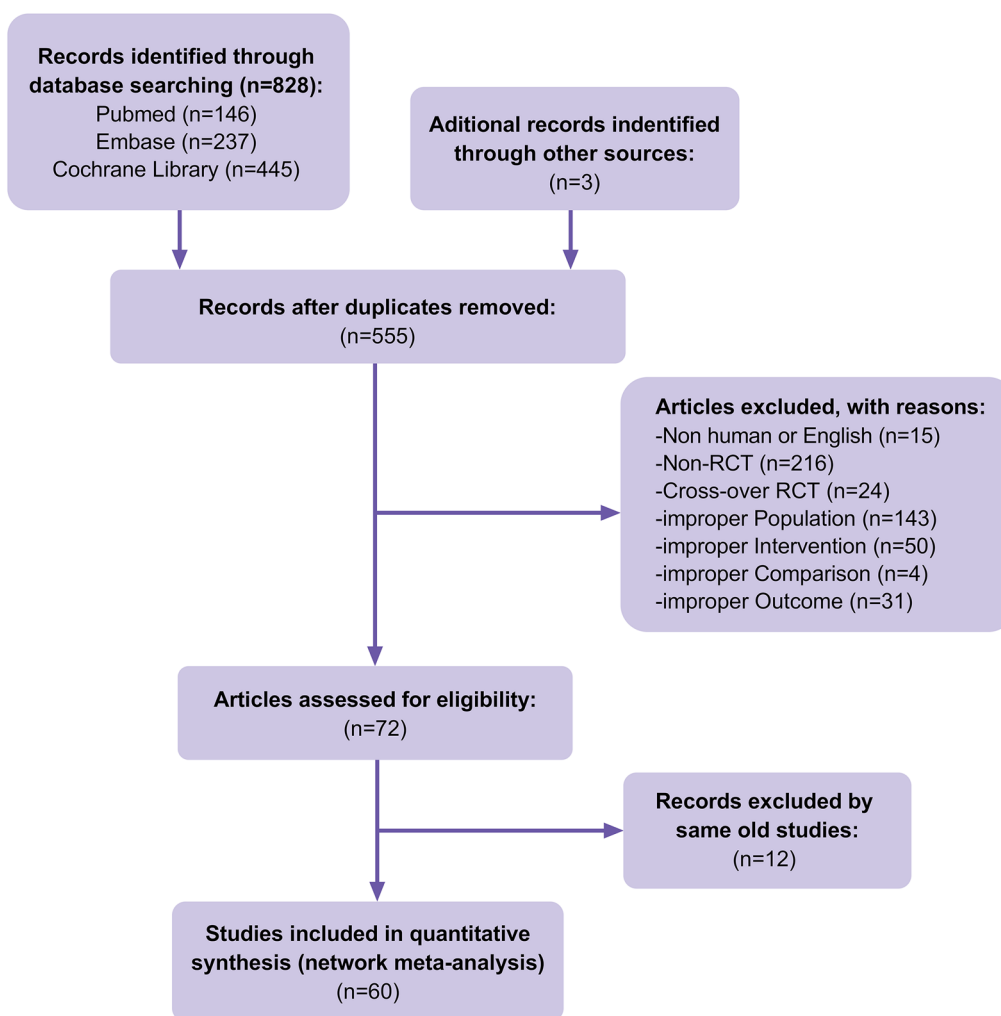 Records identified through
database searching (n=828):
Pubmed (n=146)
Embase (n=237)
Cochrane Library (n=445)
Aditional records indentified
through other sources:
(n=3)
Records after duplicates removed:
(n=555)
Articles excluded, with reasons:
-Non human or English (n=15)
-Non-RCT (n=216)
-Cross-over RCT (n=24)
-improper Population (n=143)
-improper Intervention (n=50)
-improper Comparison (n=4)
-improper Outcome (n=31)
Articles assessed for eligibility:
(n=72)
Records excluded by
same old studies:
(n=12)
Studies included in quantitative
synthesis (network meta-analysis)
(n=60)